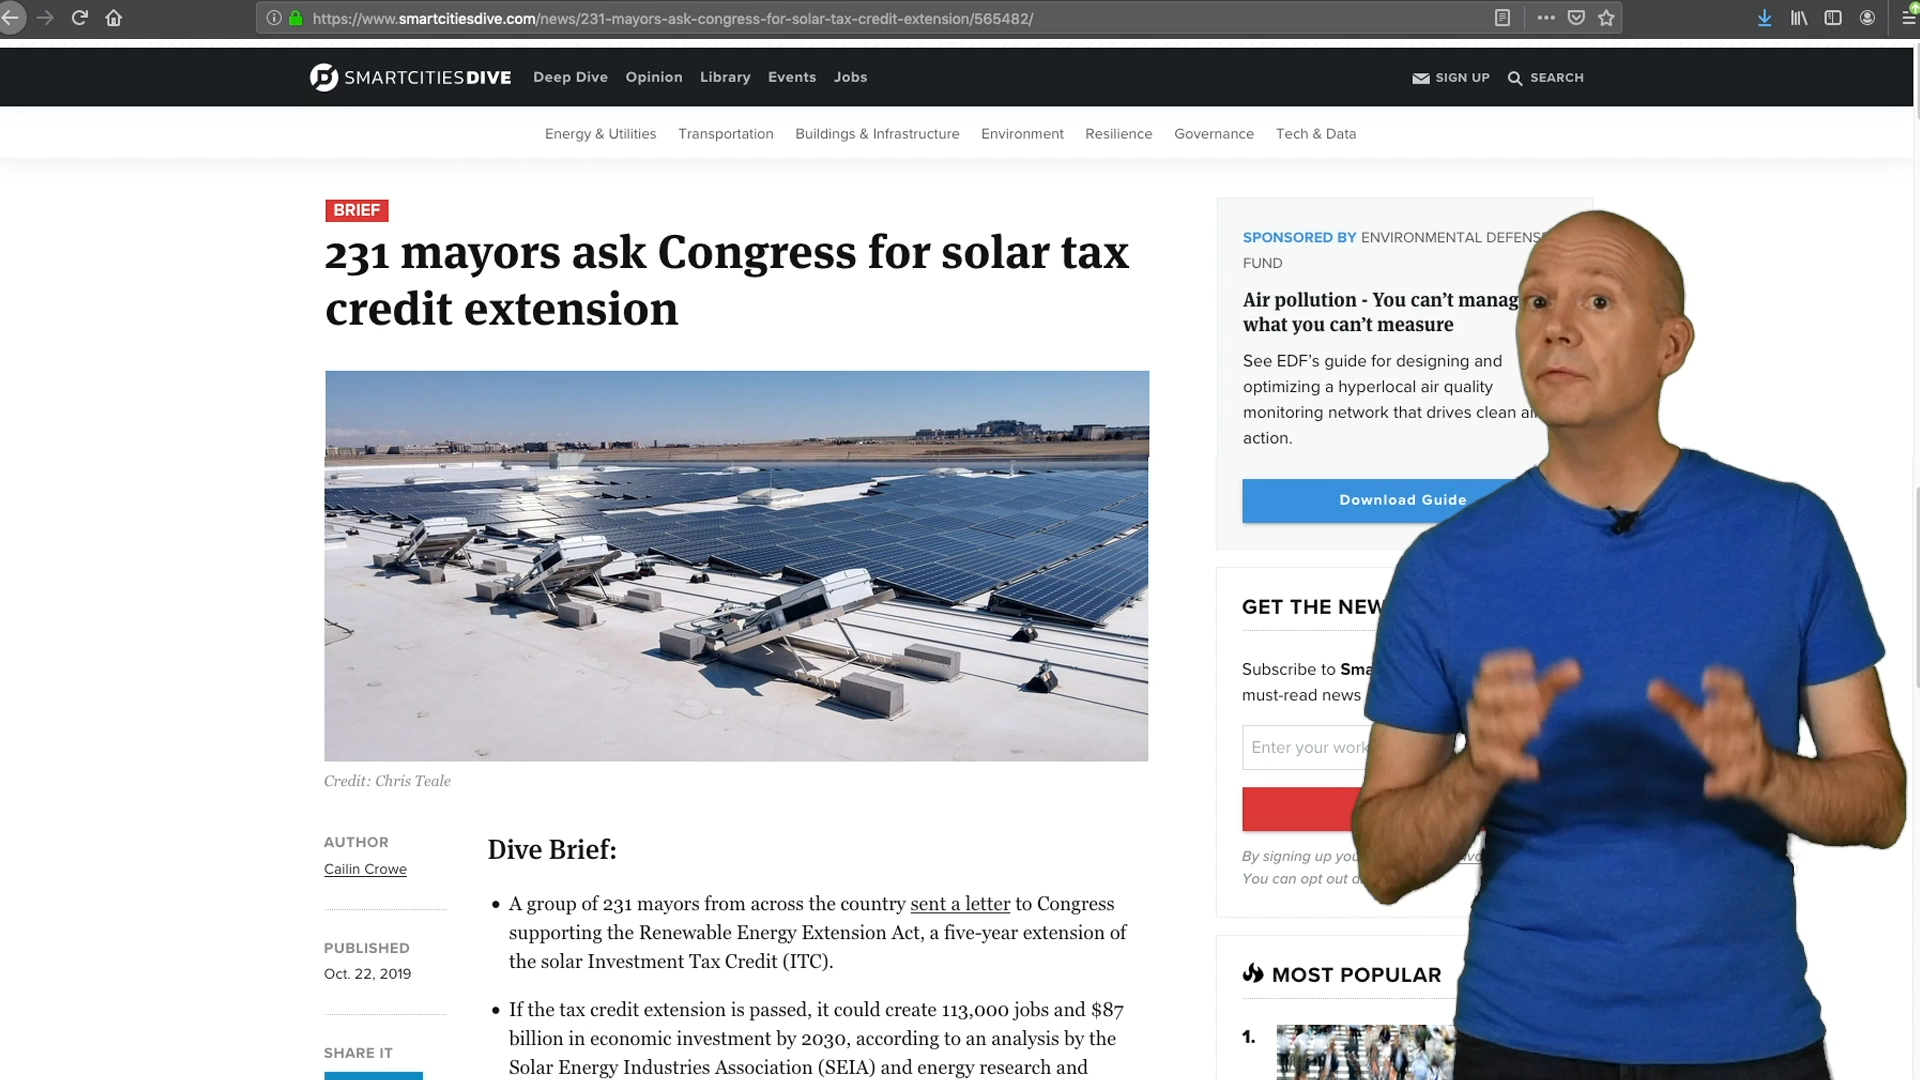 https://www.smartcitiesdive.com/news/231-mayors-ask-congress-for-solar-tax-credit-extension/565482/
SMARTCITIESDIVE Deep Dive Opinion Library Events Jobs SIGN UP SEARCH
Energy & Utilities Transportation Buildings & Infrastructure Environment Resilience Governance Tech & Data
BRIEF
231 mayors ask Congress for solar tax
credit extension
Credit: Chris Teale
AUTHOR
Cailin Crowe
PUBLISHED
Oct. 22, 2019
SHARE IT
Dive Brief:
• A group of 231 mayors from across the country sent a letter to Congress
supporting the Renewable Energy Extension Act, a five-year extension of
the solar Investment Tax Credit (ITC).
• If the tax credit extension is passed, it could create 113,000 jobs and $87
billion in economic investment by 2030, according to an analysis by the
Solar Energy Industries Association (SEIA) and energy research and
SPONSORED BY ENVIRONMENTAL DEFENSE
FUND
Air pollution - You can't manag
what you can't measure
See EDF's guide for designing and
optimizing a hyperlocal air quality
monitoring network that drives clean ai
action.
Download Guide
GET THE NEW
Subscribe to Sma
must-read news
Enter your work
By signing up you
You can opt out a
MOST POPULAR
1.